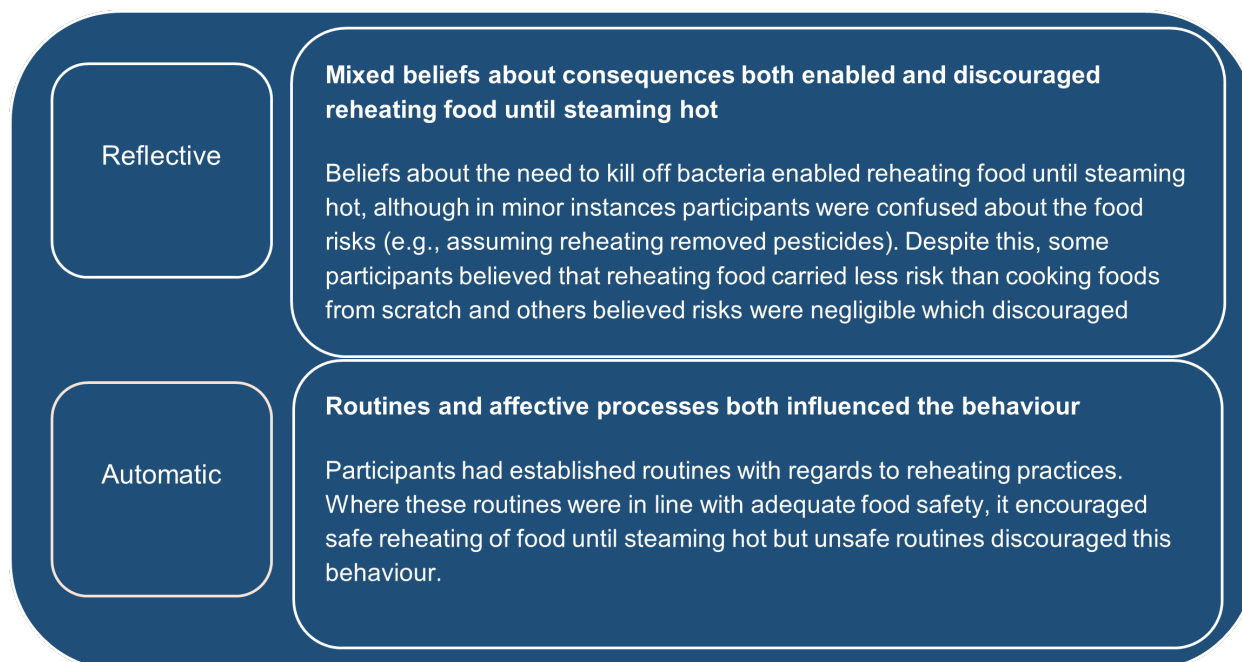 Reflective
Mixed beliefs about consequences both enabled and discouraged
reheating food until steaming hot
Beliefs about the need to kill off bacteria enabled reheating food until steaming
hot, although in minor instances participants were confused about the food
risks (e.g., assuming reheating removed pesticides). Despite this, some
participants believed that reheating food carried less risk than cooking foods
from scratch and others believed risks were negligible which discouraged
Automatic
Routines and affective processes both influenced the behaviour
Participants had established routines with regards to reheating practices.
Where these routines were in line with adequate food safety, it encouraged
safe reheating of food until steaming hot but unsafe routines discouraged this
behaviour.